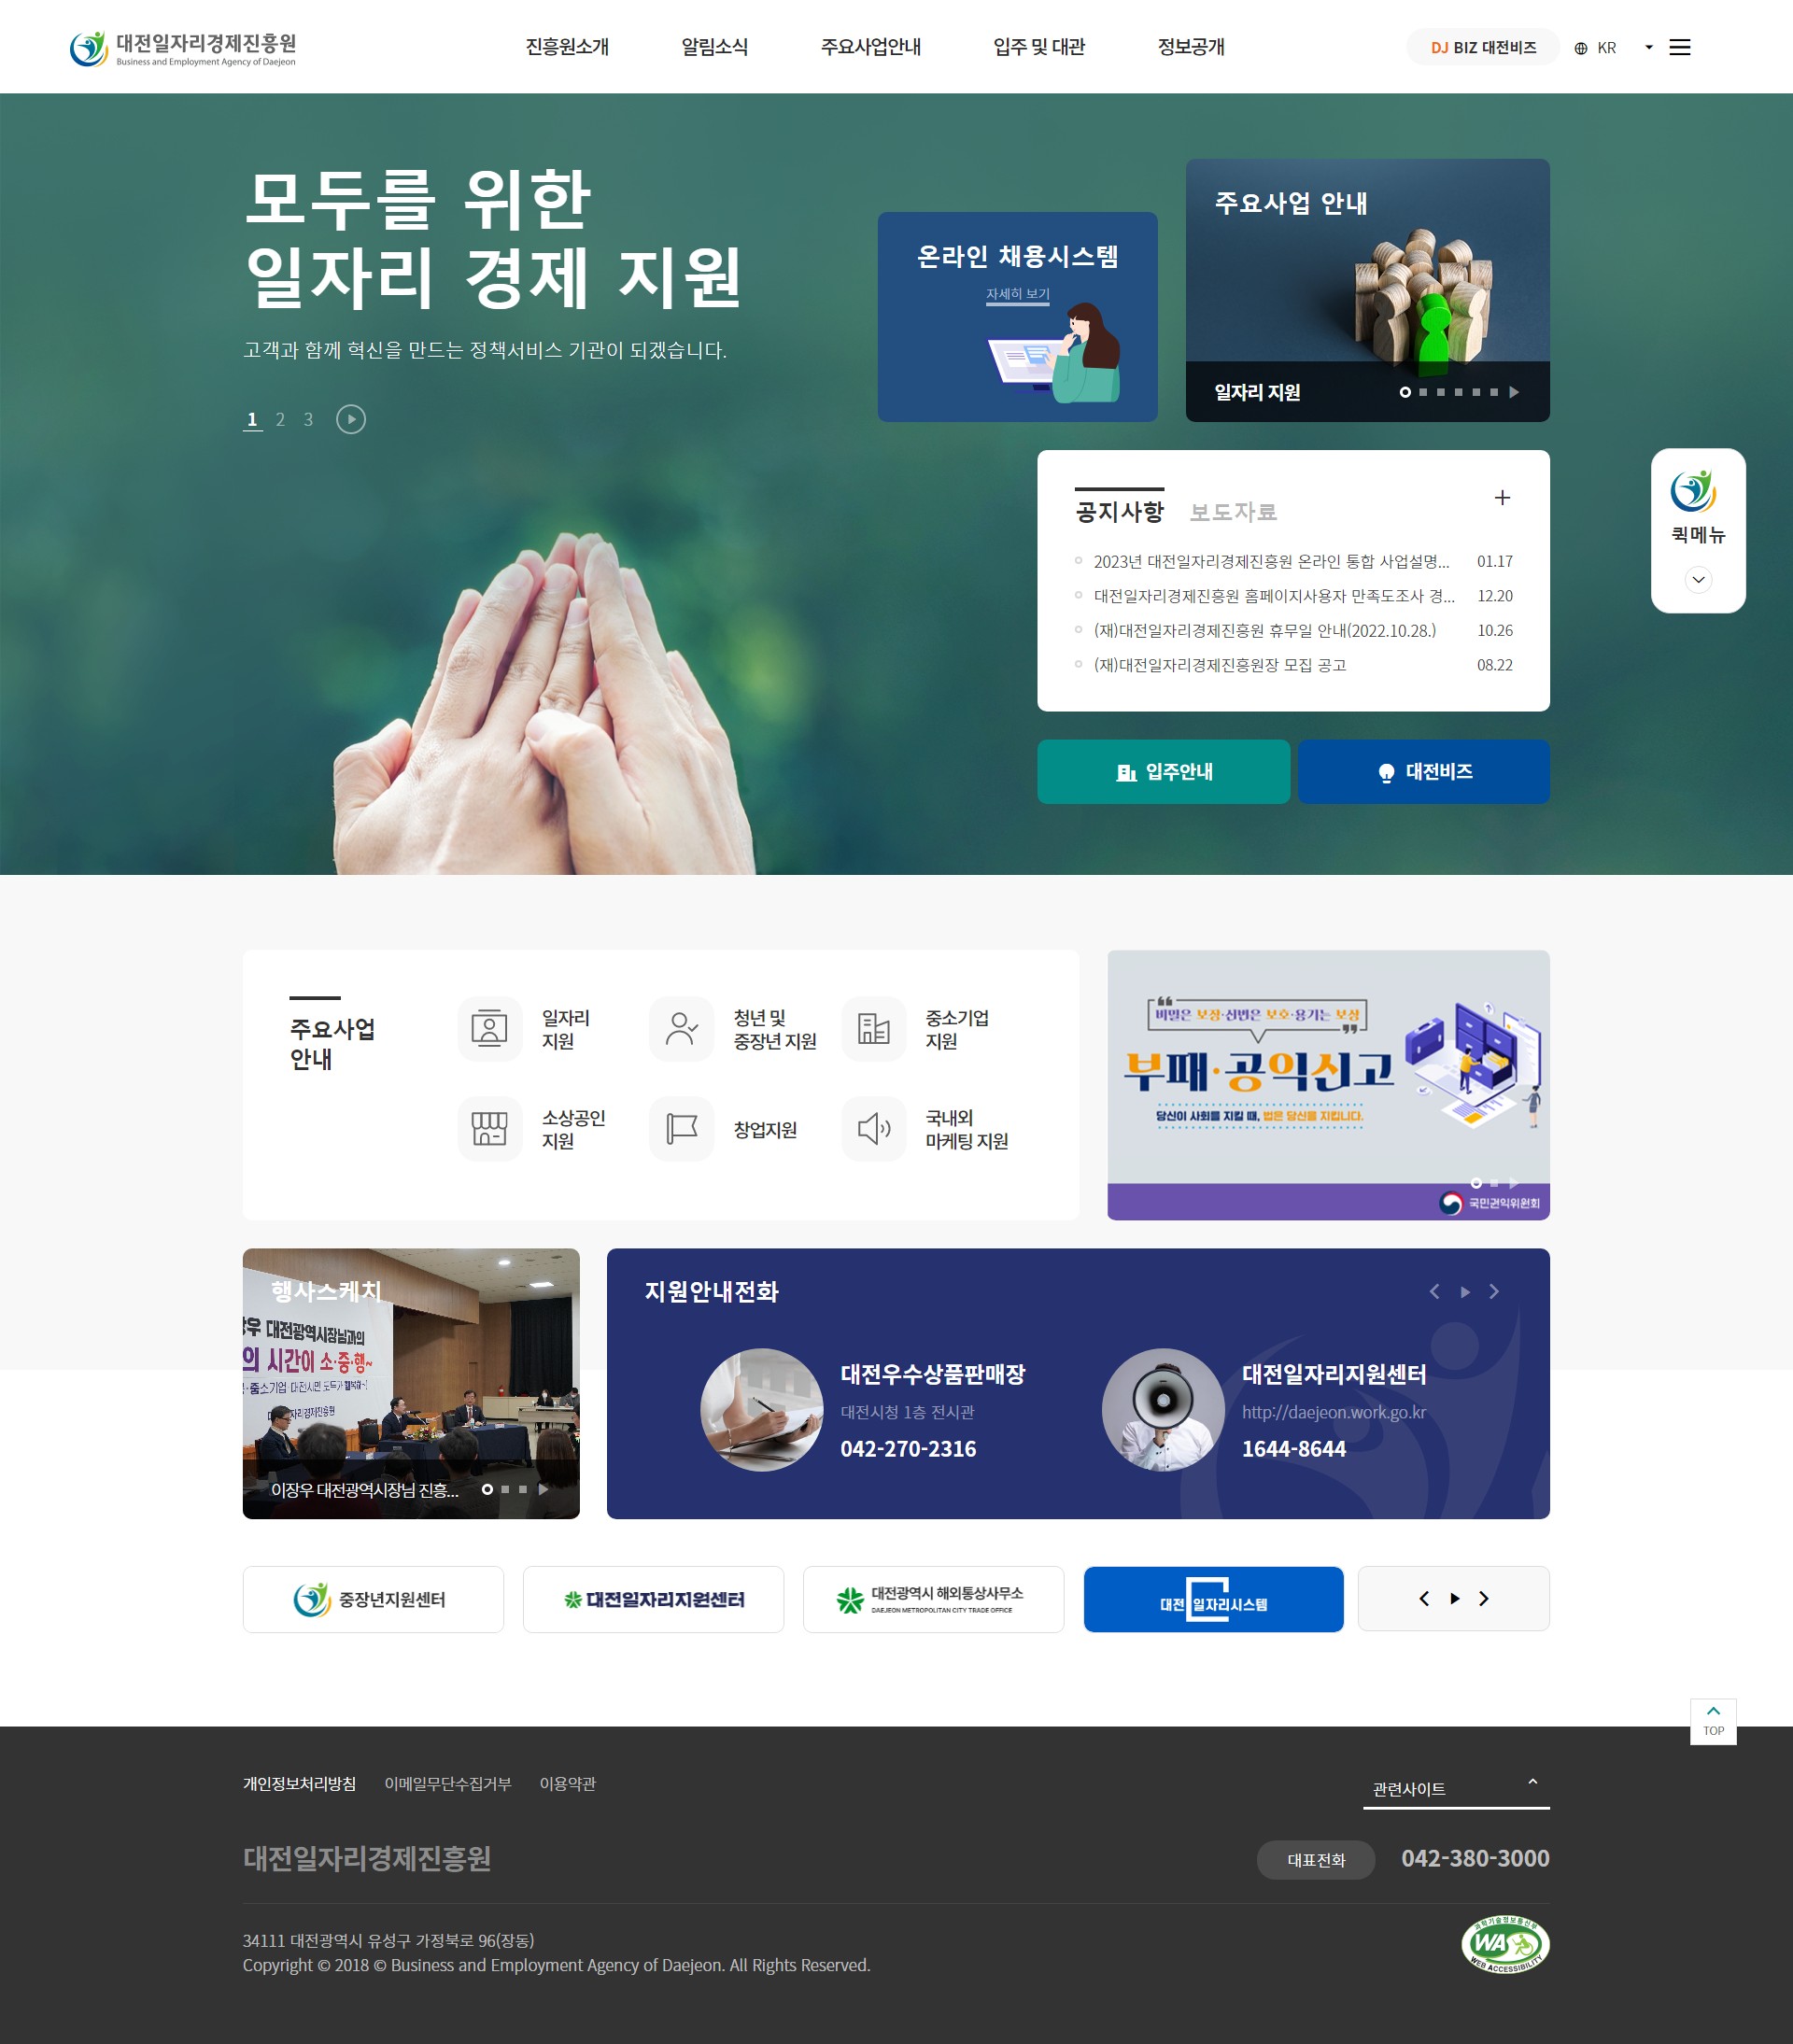 대전일자리경제진흥원
Business and Employment Agency of Daejeon
진흥원소개
알림소식
주요사업안내
입주 및 대관
정보공개
DJ BIZ 대전비즈
KR
모두를 위한
일자리 경제 지원
고객과 함께 혁신을 만드는 정책서비스 기관이 되겠습니다.
1 2 3
온라인 채용시스템
자세히 보기
주요사업 안내
일자리 지원
공지사항
보도자료
2023년 대전일자리경제진흥원 온라인 통합 사업설명... 01.17
대전일자리경제진흥원 홈페이지사용자 만족도조사 경... 12.20
(재)대전일자리경제진흥원 휴무일 안내(2022.10.28.) 10.26
(재)대전일자리경제진흥원장 모집 공고 08.22
입주안내
대전비즈
퀵메뉴
주요사업
안내
일자리
지원
청년 및
중장년 지원
중소기업
지원
소상공인
지원
창업지원
국내외
마케팅 지원
비밀은 보장·신변은 보호·용기는 보상
부패·공익신고
당신이 사회를 지킬 때, 법은 당신을 지킵니다.
국민권익위원회
행사스케치
우 대전광역시장님과의
의 시간이 소·중·행~
이장우 대전광역시장님 진흥...
지원안내전화
대전우수상품판매장
대전시청 1층 전시관
042-270-2316
대전일자리지원센터
http://daejeon.work.go.kr
1644-8644
중장년지원센터
대전일자리지원센터
대전광역시 해외통상사무소
DAEJEON METROPOLITAN CITY TRADE OFFICE
대전 일자리시스템
TOP
개인정보처리방침
이메일무단수집거부
이용약관
관련사이트
대전일자리경제진흥원
대표전화
042-380-3000
34111 대전광역시 유성구 가정북로 96(장동)
Copyright © 2018 © Business and Employment Agency of Daejeon. All Rights Reserved.
과학기술정보통신부
WA
WEB ACCESSIBILITY